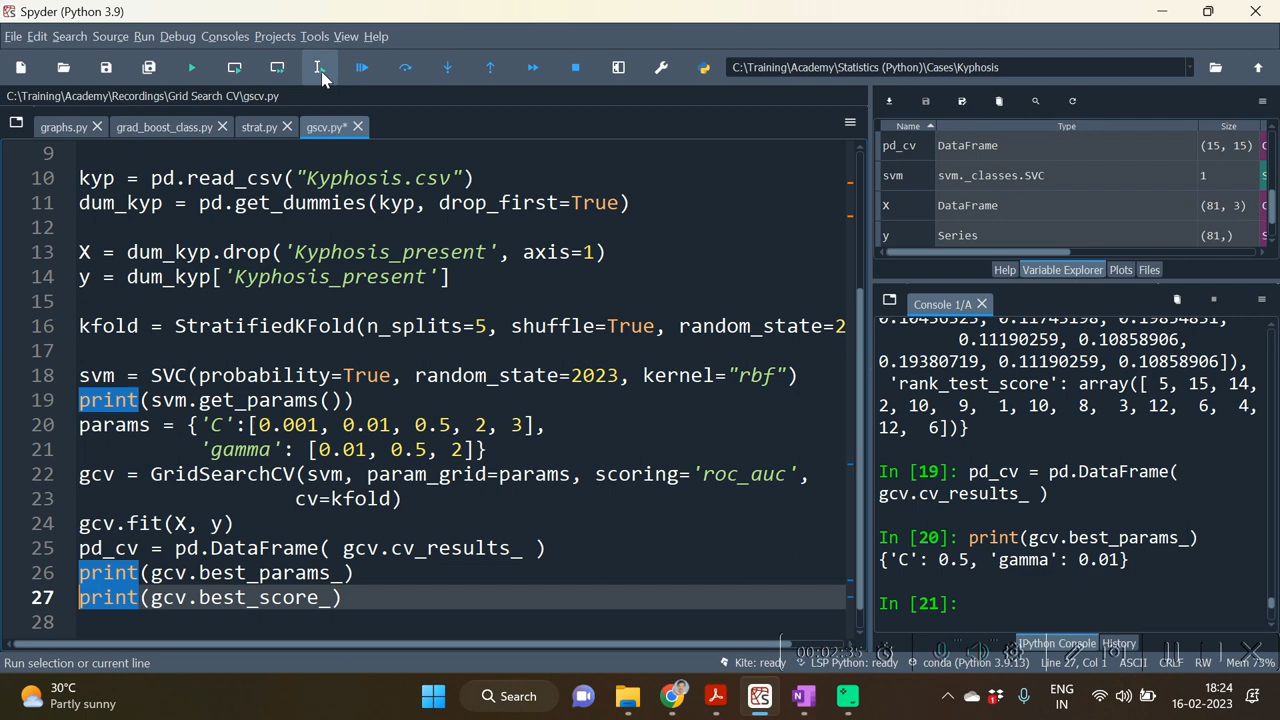 Spyder (Python 3.9)
File Edit Search Source Run Debug Consoles Projects Tools View Help
C:\Training\Academy\Statistics (Python)\Cases\Kyphosis
C:\Training\Academy\Recordings\Grid Search CV\gscv.py
graphs.py grad_boost_class.py strat.py gscv.py*
9
10 kyp = pd.read_csv("Kyphosis.csv")
11 dum_kyp = pd.get_dummies(kyp, drop_first=True)
12
13 X = dum_kyp.drop('Kyphosis_present', axis=1)
14 y = dum_kyp['Kyphosis_present']
15
16 kfold = StratifiedKFold(n_splits=5, shuffle=True, random_state=2
17
18 svm = SVC(probability=True, random_state=2023, kernel="rbf")
19 print(svm.get_params())
20 params = {'C':[0.001, 0.01, 0.5, 2, 3],
21 'gamma': [0.01, 0.5, 2]}
22 gcv = GridSearchCV(svm, param_grid=params, scoring='roc_auc',
23 cv=kfold)
24 gcv.fit(X, y)
25 pd_cv = pd.DataFrame( gcv.cv_results_ )
26 print(gcv.best_params_)
27 print(gcv.best_score_)
28
Name Type Size
pd_cv DataFrame (15, 15)
svm svm._classes.SVC 1
X DataFrame (81, 3)
y Series (81,)
Help Variable Explorer Plots Files
Console 1/A
0.10436323, 0.11745198, 0.19834851,
0.11190259, 0.10858906,
0.19380719, 0.11190259, 0.10858906]),
'rank_test_score': array([ 5, 15, 14,
2, 10, 9, 1, 10, 8, 3, 12, 6, 4,
12, 6])}
In [19]: pd_cv = pd.DataFrame(
gcv.cv_results_ )
In [20]: print(gcv.best_params_)
{'C': 0.5, 'gamma': 0.01}
In [21]:
IPython Console History
00:02:35
Run selection or current line
Kite: ready LSP Python: ready conda (Python 3.9.13) Line 27, Col 1 ASCII CRLF RW Mem 73%
30°C
Partly sunny
Search
ENG
IN
18:24
16-02-2023